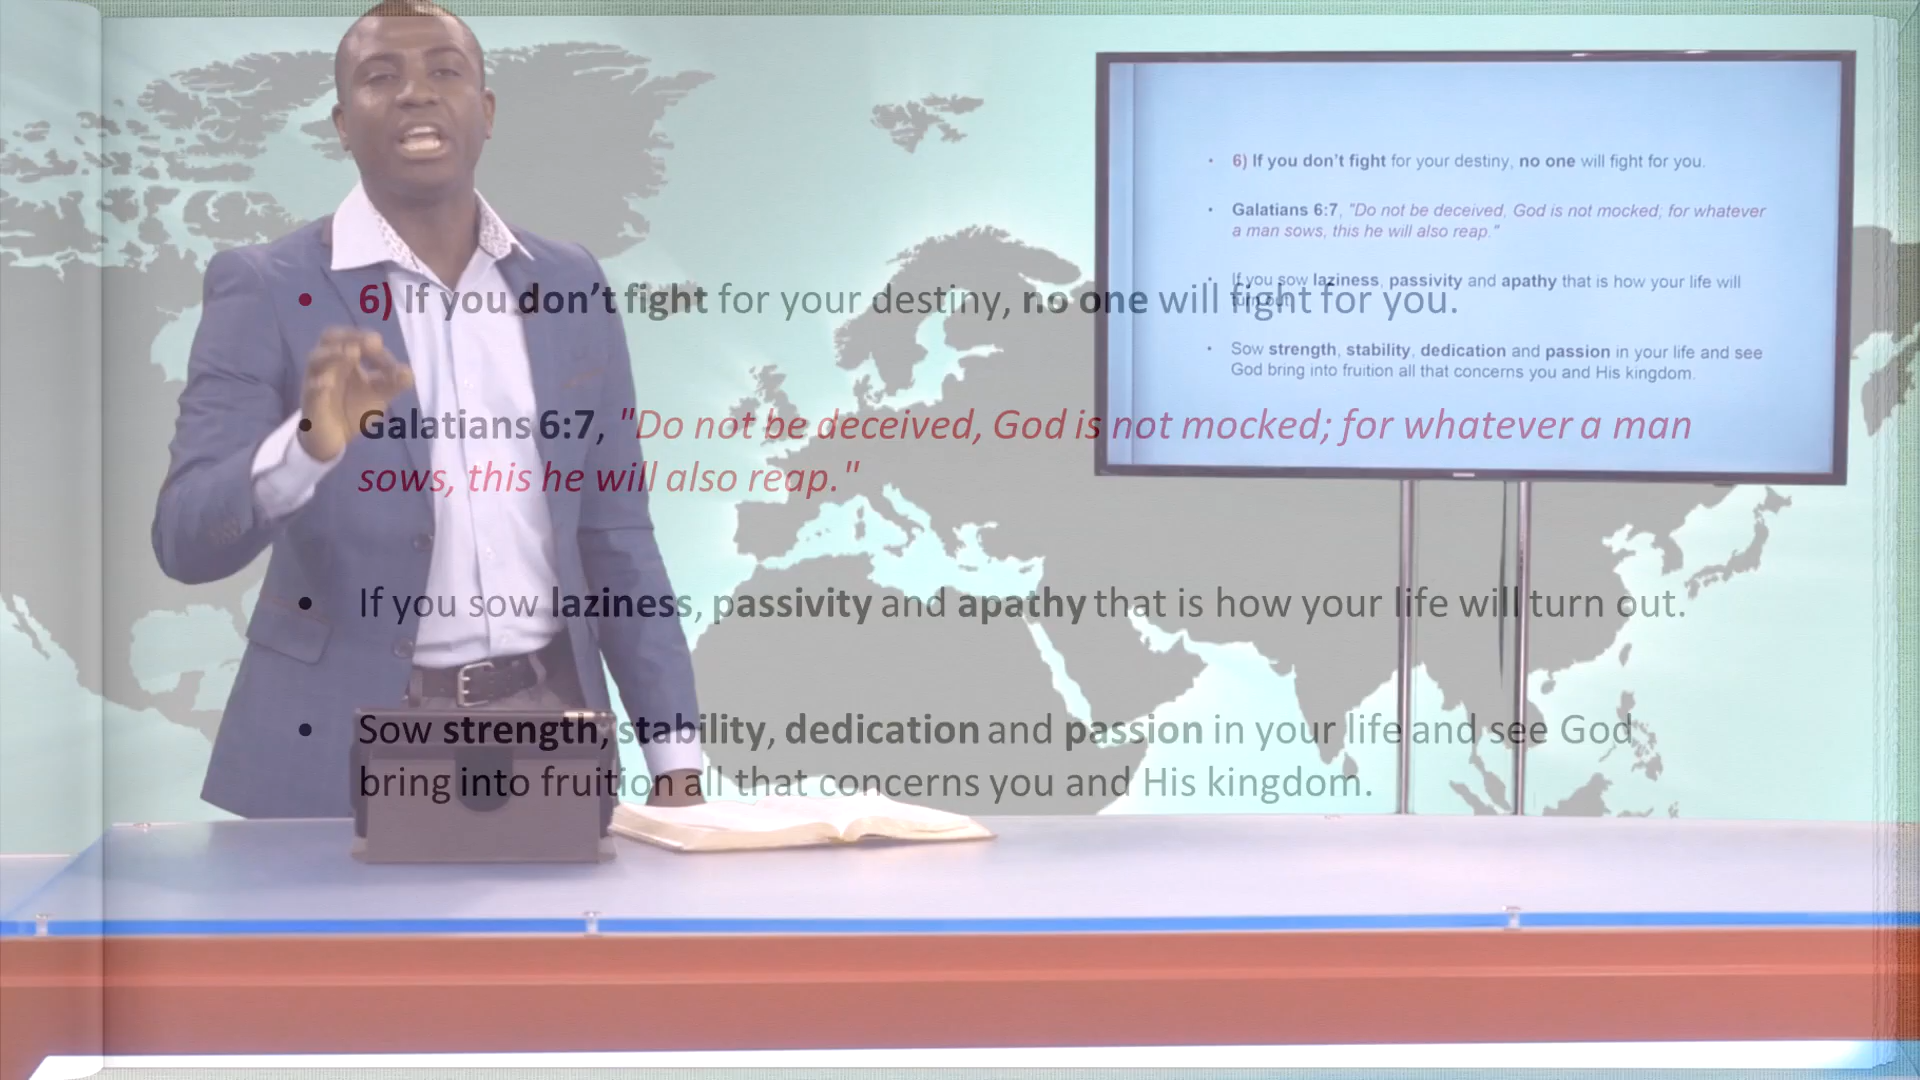 • 6) If you don't fight for your destiny, no one will fight for you.
• Galatians 6:7, "Do not be deceived, God is not mocked; for whatever
a man sows, this he will also reap."
• If you sow laziness, passivity and apathy that is how your life will
turn out.
• Sow strength, stability, dedication and passion in your life and see
God bring into fruition all that concerns you and His kingdom.
• 6) If you don't fight for your destiny, no one will fight for you.
• Galatians 6:7, "Do not be deceived, God is not mocked; for whatever a man
sows, this he will also reap."
• If you sow laziness, passivity and apathy that is how your life will turn out.
• Sow strength, stability, dedication and passion in your life and see God
bring into fruition all that concerns you and His kingdom.